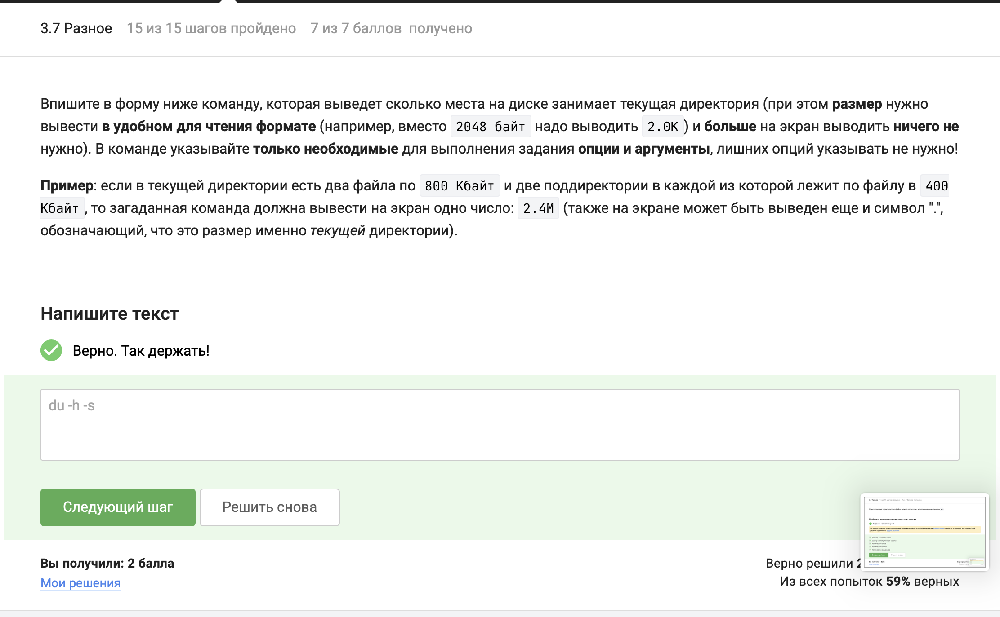 3.7 Разное 15 из 15 шагов пройдено 7 из 7 баллов получено
Впишите в форму ниже команду, которая выведет сколько места на диске занимает текущая директория (при этом размер нужно
вывести в удобном для чтения формате (например, вместо 2048 байт надо выводить 2.0K) и больше на экран выводить ничего не
нужно). В команде указывайте только необходимые для выполнения задания опции и аргументы, лишних опций указывать не нужно!
Пример: если в текущей директории есть два файла по 800 Кбайт и две поддиректории в каждой из которой лежит по файлу в 400
Кбайт, то загаданная команда должна вывести на экран одно число: 2.4M (также на экране может быть выведен еще и символ ".",
обозначающий, что это размер именно текущей директории).
Напишите текст
Верно. Так держать!
du -h -s
Следующий шаг
Решить снова
Вы получили: 2 балла
Мои решения
Верно решили
Из всех попыток 59% верных